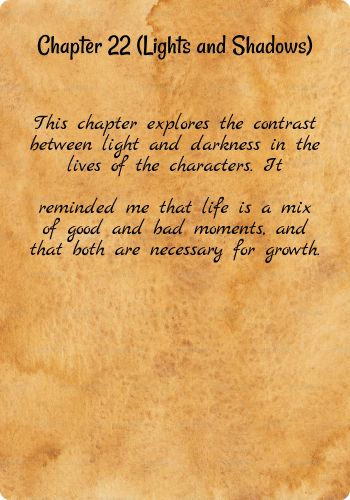 Chapter 22 (Lights and Shadows)
This chapter explores the contrast
between light and darkness in the
lives of the characters. It
reminded me that life is a mix
of good and bad moments, and
that both are necessary for growth.